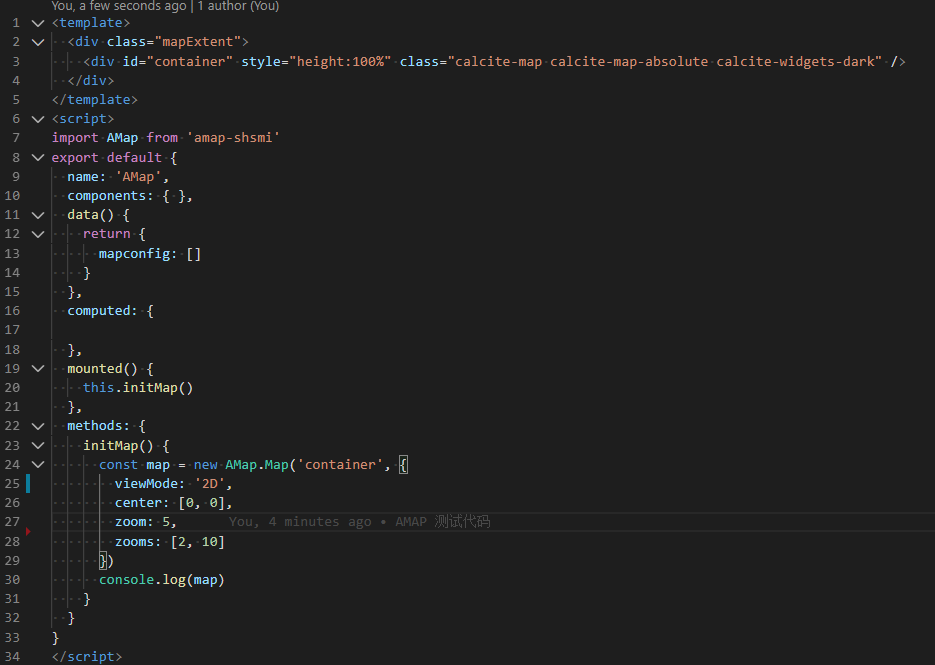 You, a few seconds ago | 1 author (You)
1 <template>
2 <div class="mapExtent">
3 <div id="container" style="height:100%" class="calcite-map calcite-map-absolute calcite-widgets-dark" />
4 </div>
5 </template>
6 <script>
7 import AMap from 'amap-shsmi'
8 export default {
9 name: 'AMap',
10 components: { },
11 data() {
12 return {
13 mapconfig: []
14 }
15 },
16 computed: {
17
18 },
19 mounted() {
20 this.initMap()
21 },
22 methods: {
23 initMap() {
24 const map = new AMap.Map('container', {
25 viewMode: '2D',
26 center: [0, 0],
27 zoom: 5, You, 4 minutes ago • AMAP 测试代码
28 zooms: [2, 10]
29 })
30 console.log(map)
31 }
32 }
33 }
34 </script>